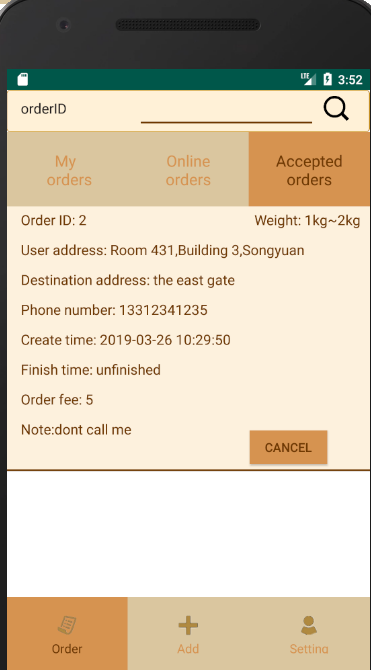 LTE 3:52
orderID
My
orders
Online
orders
Accepted
orders
Order ID: 2 Weight: 1kg~2kg
User address: Room 431,Building 3,Songyuan
Destination address: the east gate
Phone number: 13312341235
Create time: 2019-03-26 10:29:50
Finish time: unfinished
Order fee: 5
Note:dont call me
CANCEL
Order Add Setting